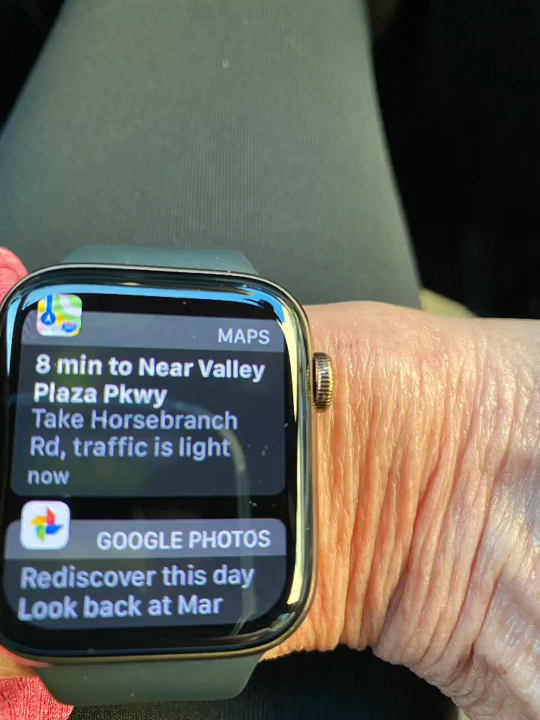 MAPS
8 min to Near Valley
Plaza Pkwy
Take Horsebranch
Rd, traffic is light
now
GOOGLE PHOTOS
Rediscover this day
Look back at Mar